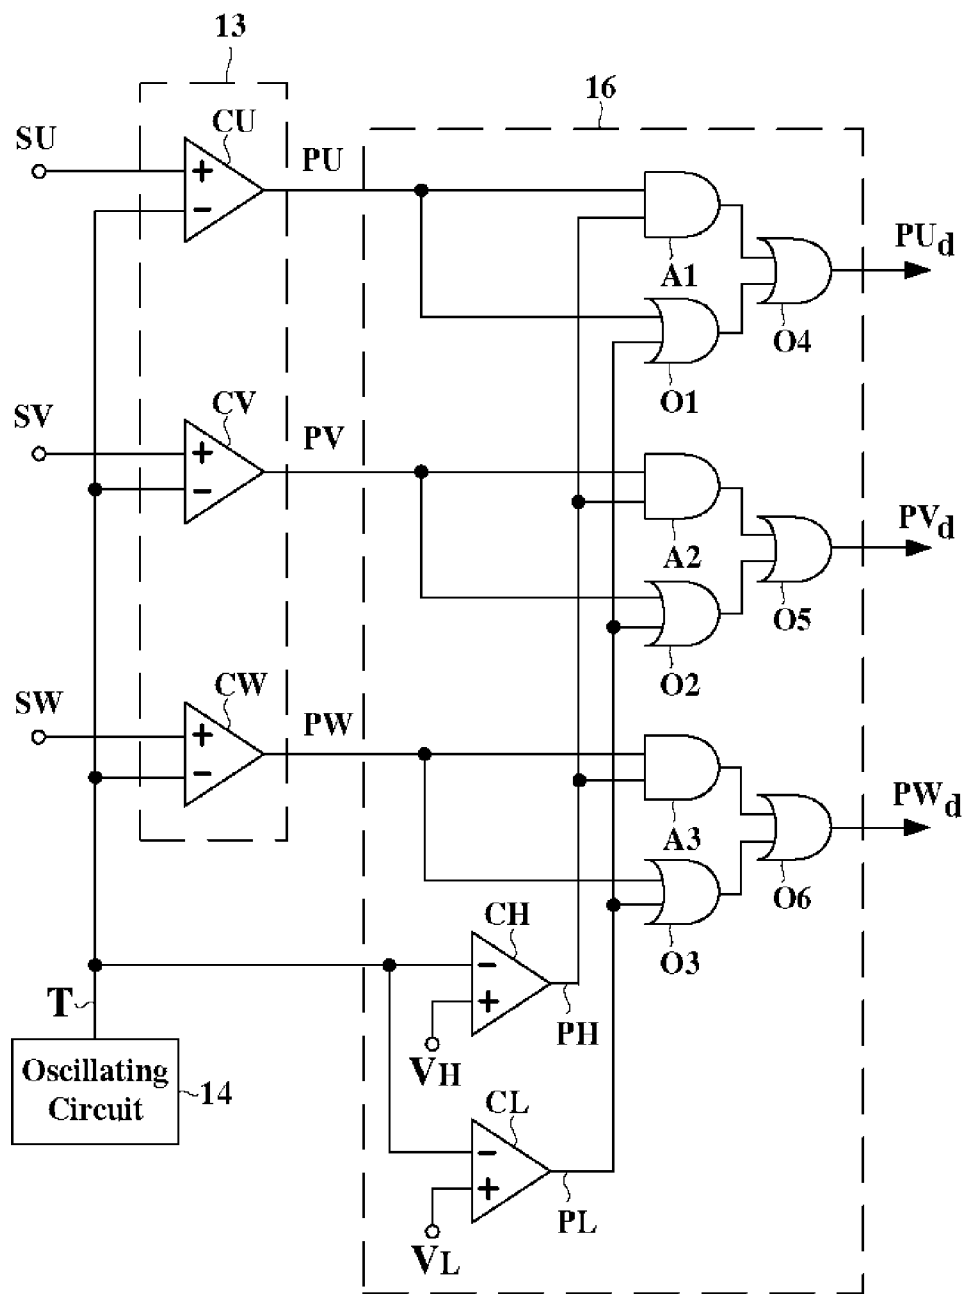 13
SU
CU
PU
16
A1
PUd
O4
O1
SV
CV
PV
A2
PVd
O5
O2
SW
CW
PW
A3
PWd
O6
O3
CH
T
PH
VH
Oscillating
Circuit
14
CL
PL
VL